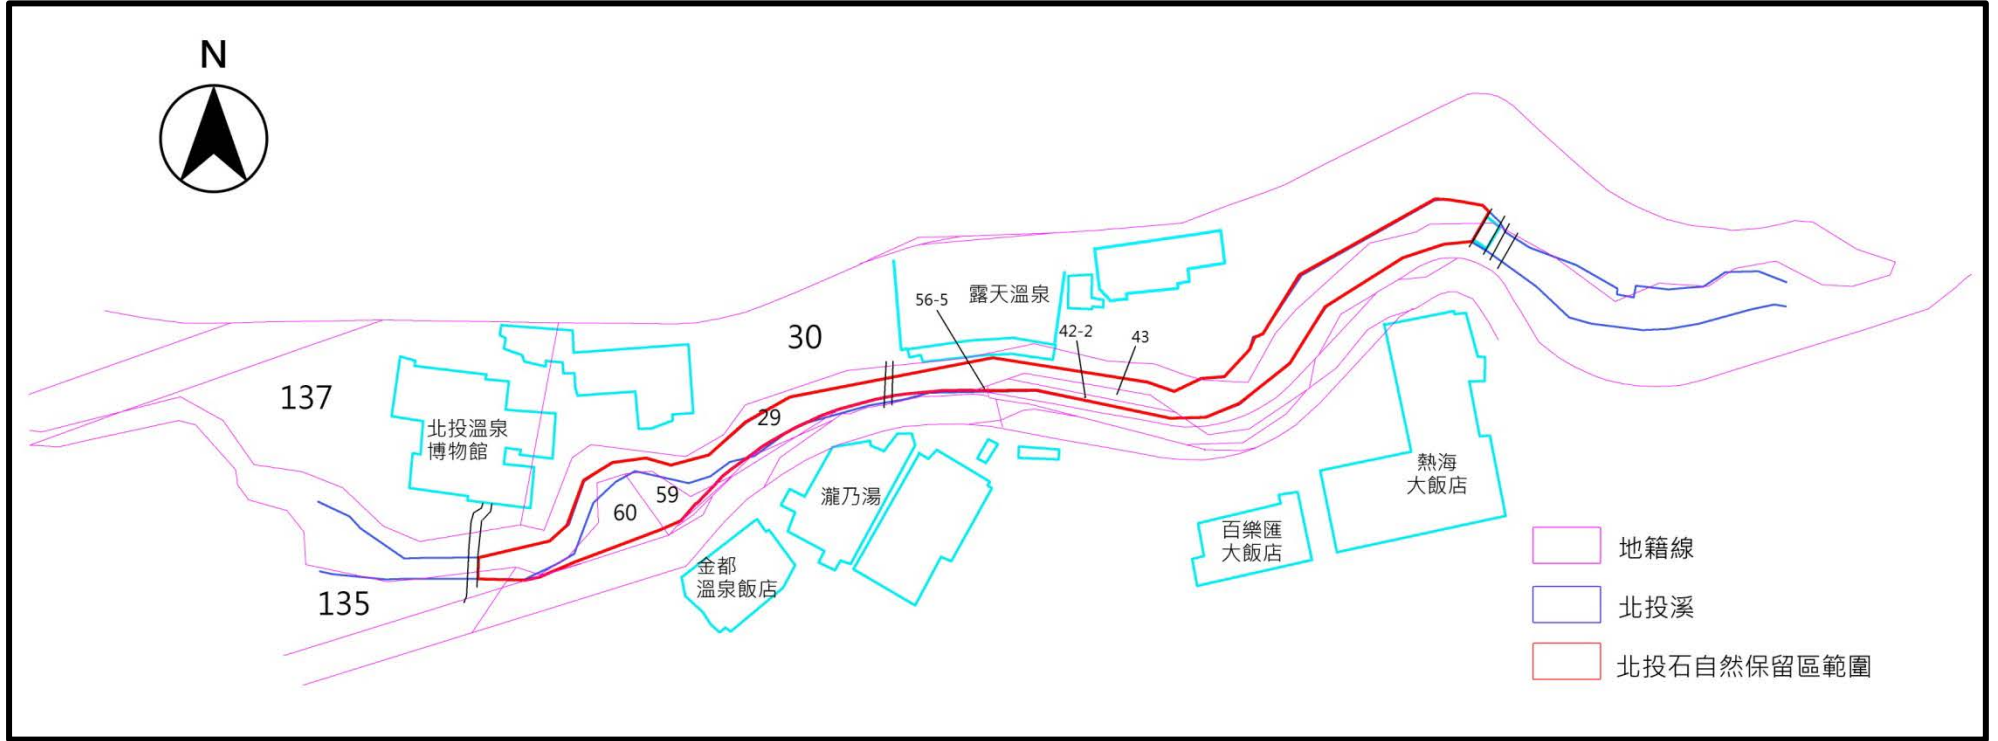 N
56-5
露天溫泉
42-2
43
30
137
29
北投溫泉
博物館
59
60
瀧乃湯
熱海
大飯店
百樂匯
大飯店
金都
溫泉飯店
135
地籍線
北投溪
北投石自然保留區範圍